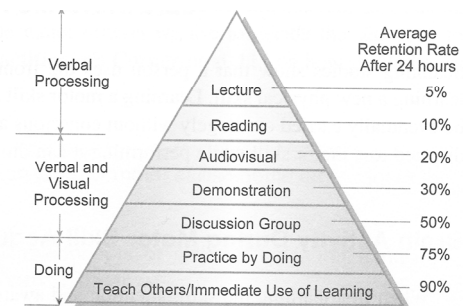 Average
Retention Rate
After 24 hours
Verbal
Processing
Lecture
5%
Reading
10%
Audiovisual
20%
Verbal and
Visual
Processing
Demonstration
30%
Discussion Group
50%
Doing
Practice by Doing
75%
Teach Others/Immediate Use of Learning
90%